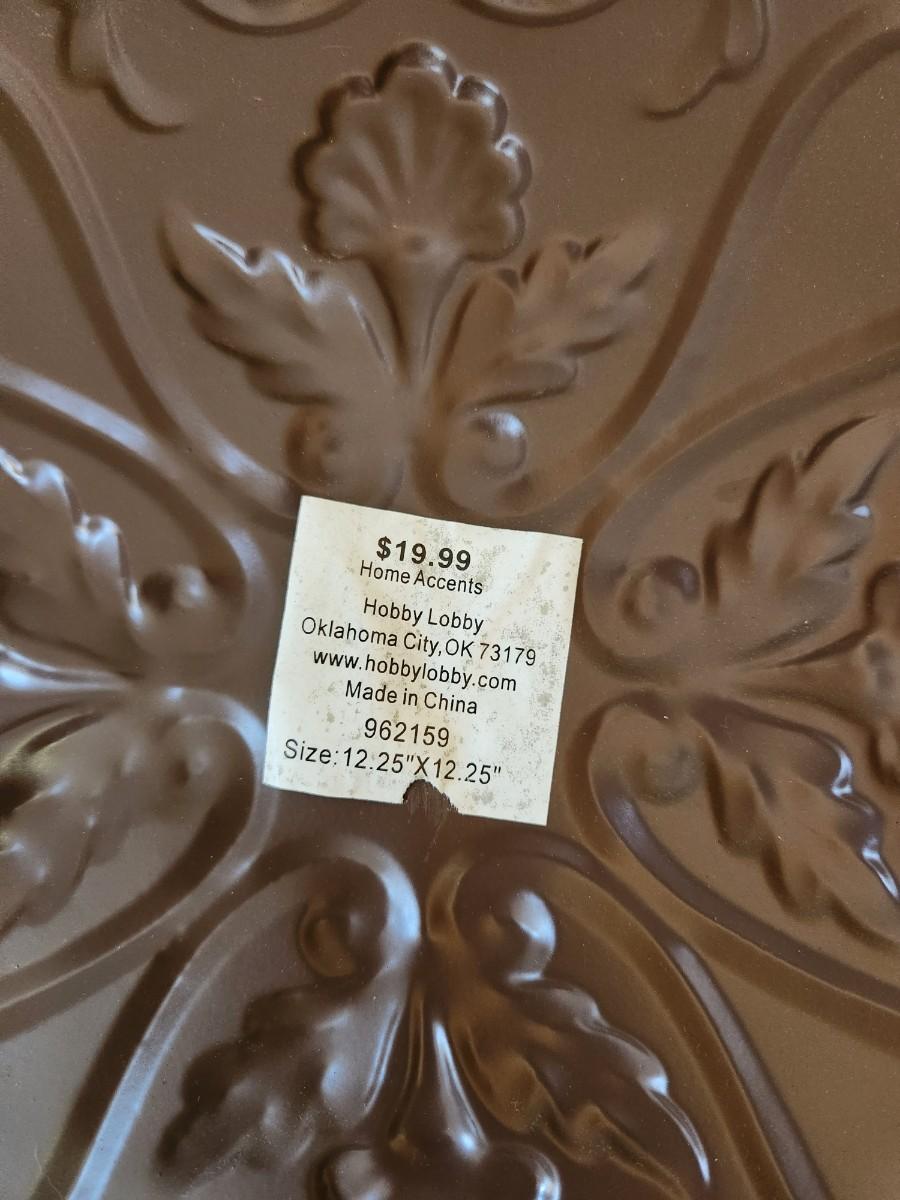 $19.99
Home Accents
Hobby Lobby
Oklahoma City,OK 73179
www.hobbylobby.com
Made in China
962159
Size:12.25"X12.25"